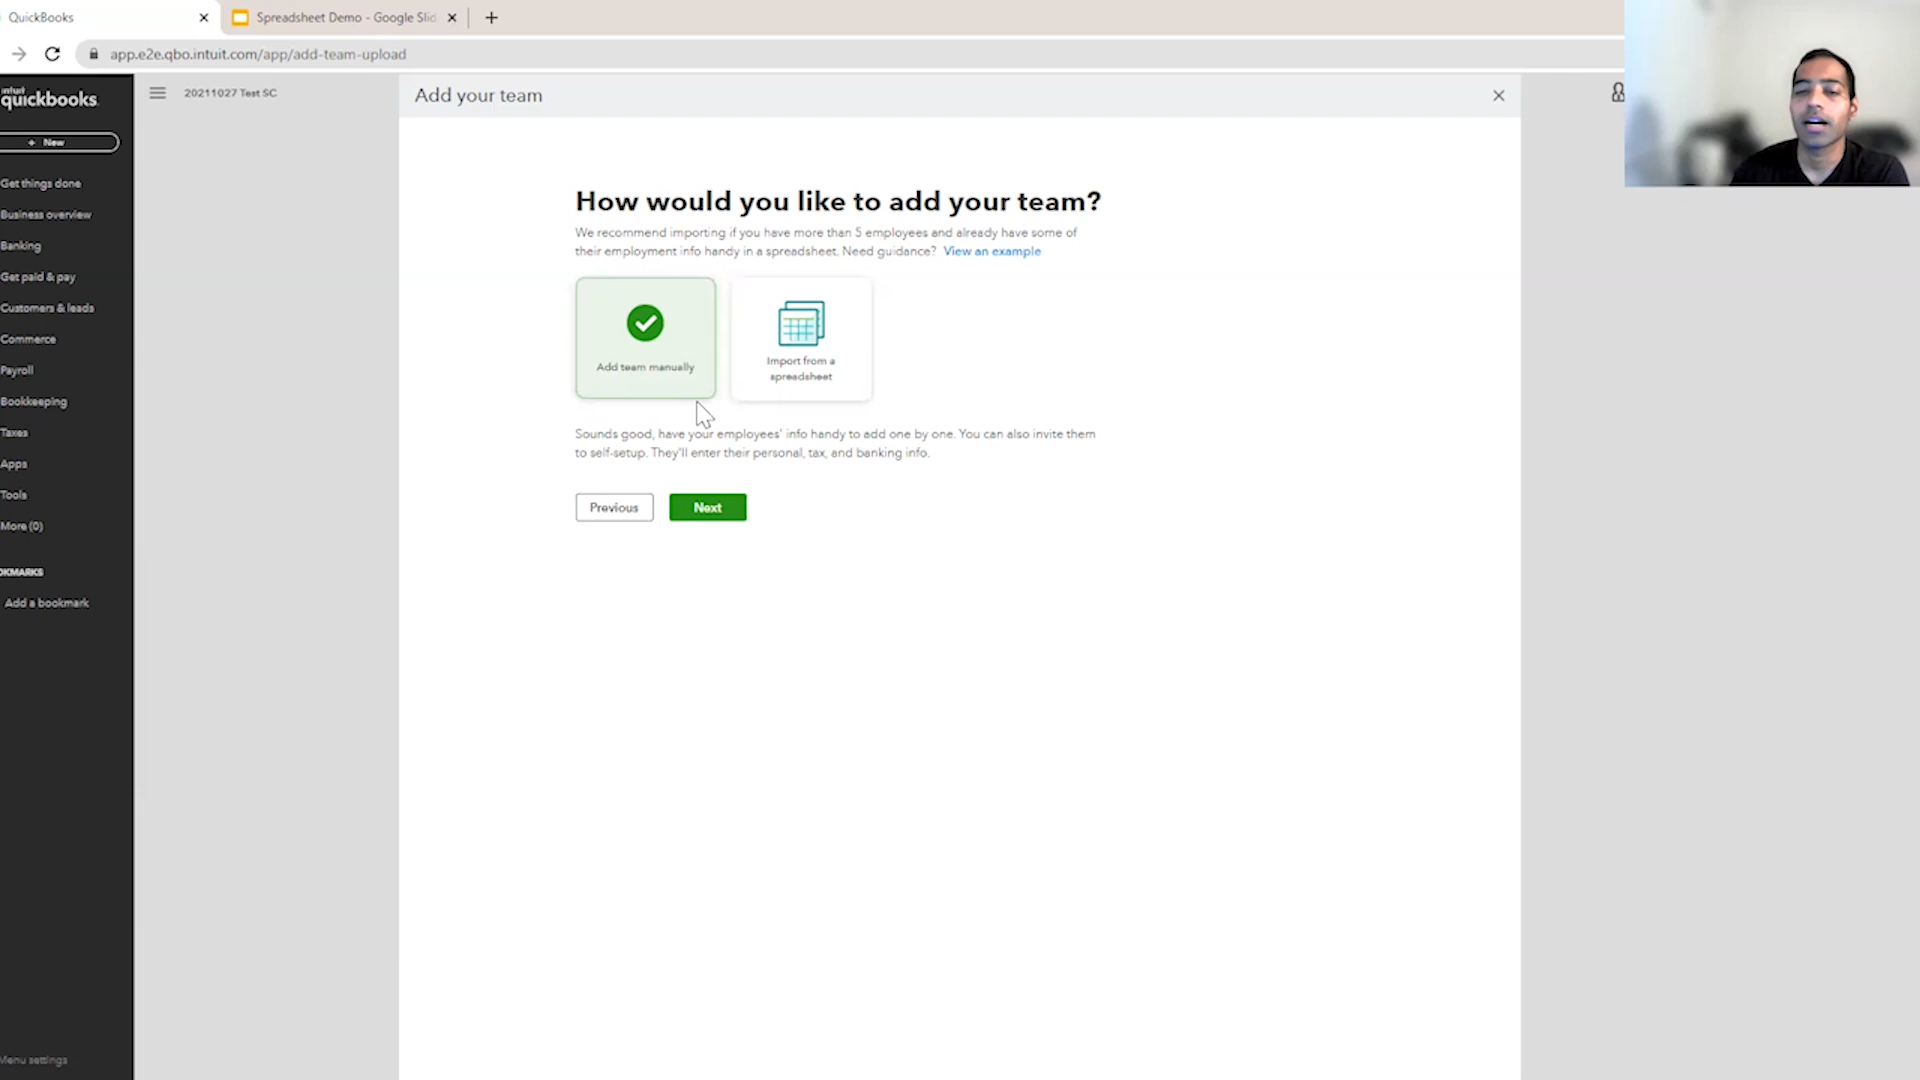 QuickBooks
Spreadsheet Demo - Google Slid
app.e2e.qbo.intuit.com/app/add-team-upload
intuit
quickbooks
20211027 Test SC
Add your team
+ New
Get things done
Business overview
Banking
Get paid & pay
Customers & leads
Commerce
Payroll
Bookkeeping
Taxes
Apps
Tools
More (0)
OKMARKS
Add a bookmark
Menu settings
How would you like to add your team?
We recommend importing if you have more than 5 employees and already have some of
their employment info handy in a spreadsheet. Need guidance? View an example
Add team manually
Import from a
spreadsheet
Sounds good, have your employees' info handy to add one by one. You can also invite them
to self-setup. They'll enter their personal, tax, and banking info.
Previous
Next